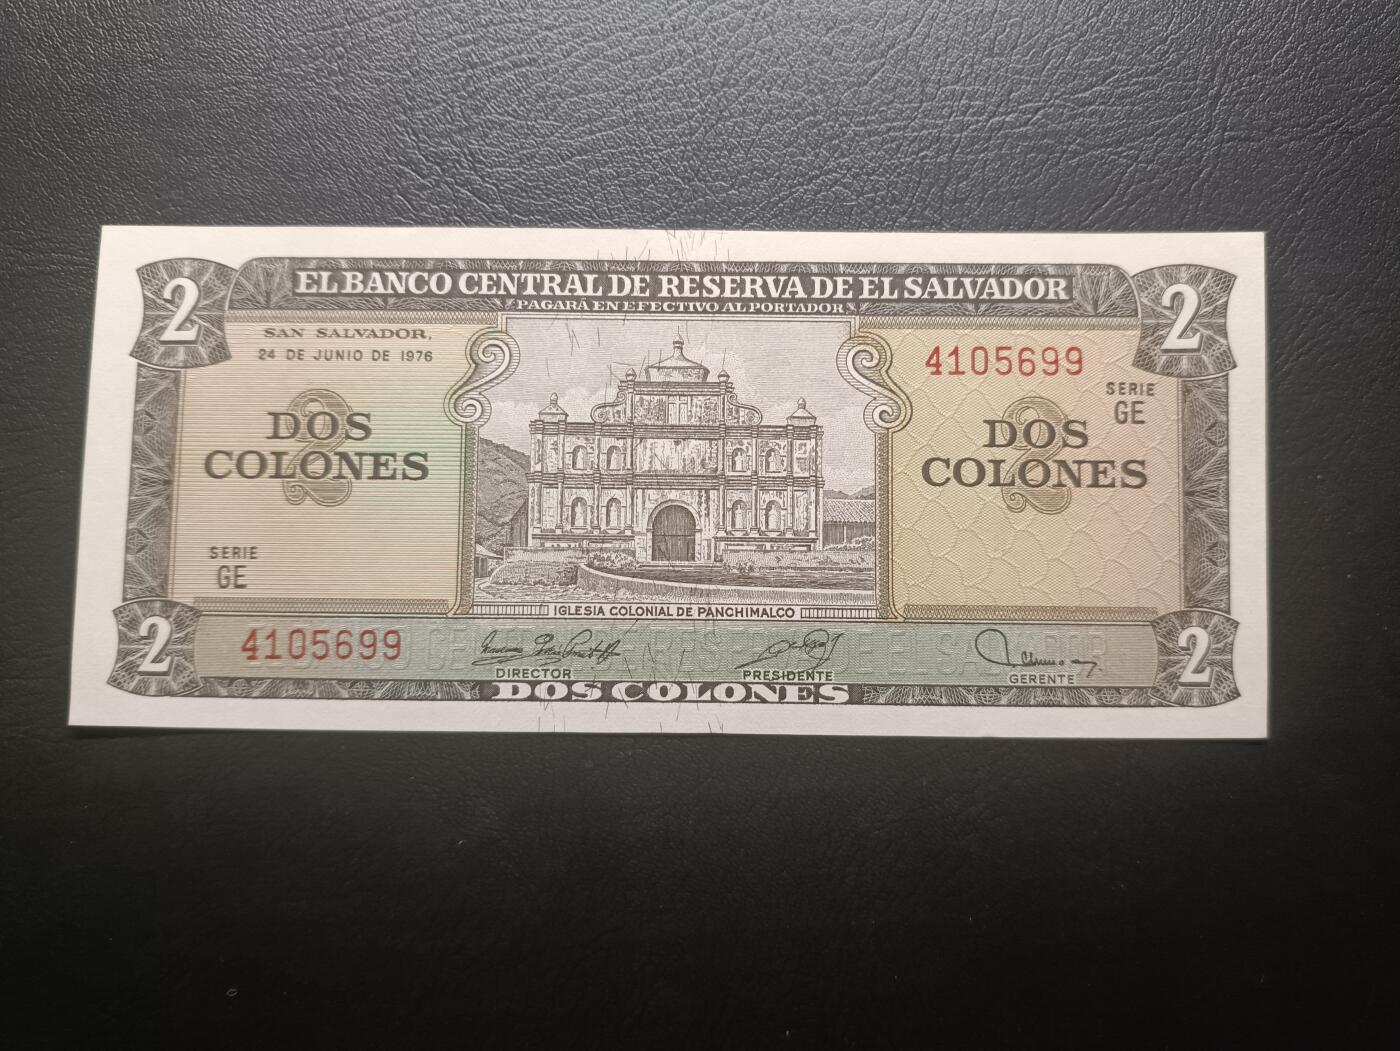 2
EL BANCO CENTRAL DE RESERVA DE EL SALVADOR
2
PAGARÁ EN EFECTIVO AL PORTADOR
SAN SALVADOR,
24 DE JUNIO DE 1976
4105699
SERIE
GE
2
DOS
COLONES
2
DOS
COLONES
SERIE
GE
IGLESIA COLONIAL DE PANCHIMALCO
2
4105699
DIRECTOR
PRESIDENTE
GERENTE
2
DOS COLONES